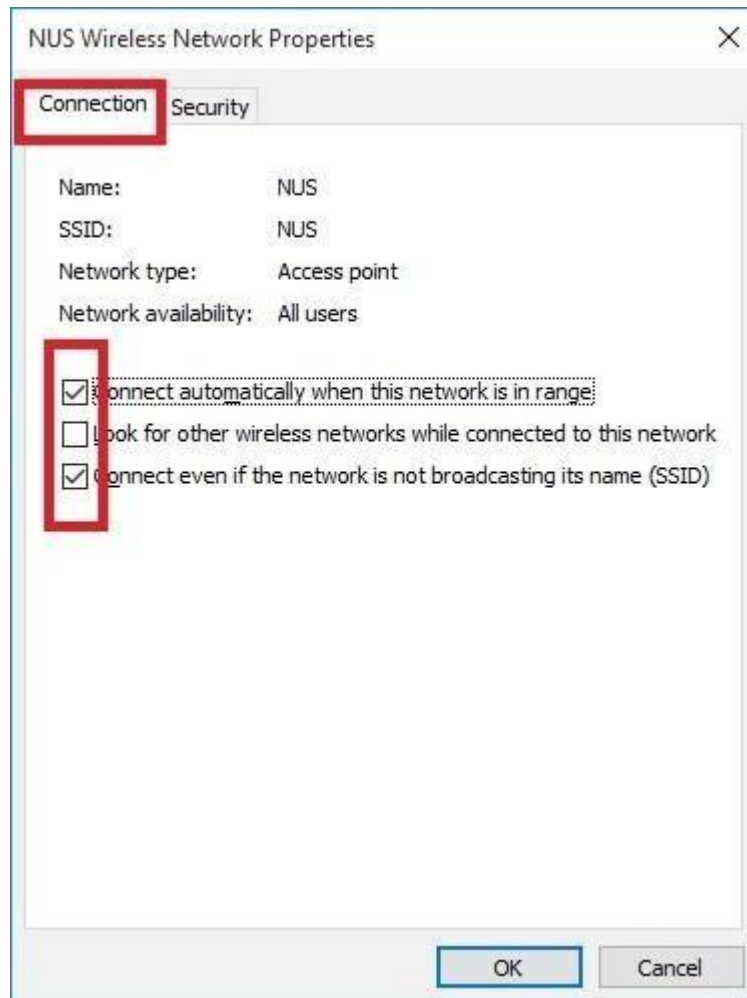 NUS Wireless Network Properties
Connection Security
Name: NUS
SSID: NUS
Network type: Access point
Network availability: All users
Connect automatically when this network is in range
Look for other wireless networks while connected to this network
Connect even if the network is not broadcasting its name (SSID)
OK Cancel